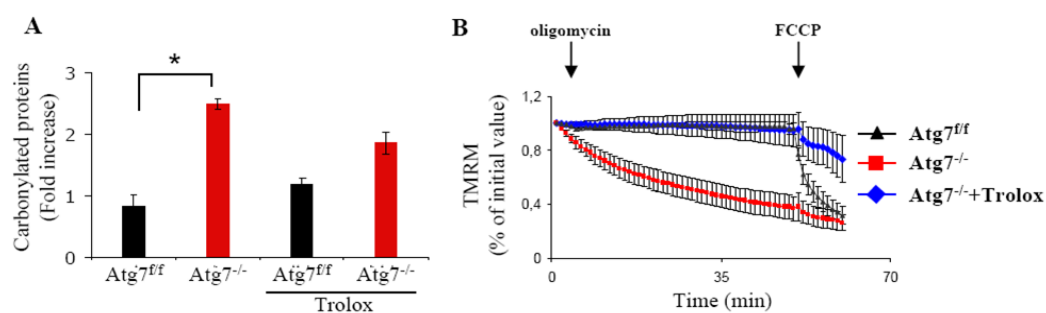 A
Carbonylated proteins
(Fold increase)
3
2
1
0
*
Atg7f/f
Atg7-/-
Atg7f/f
Atg7-/-
Trolox
B
oligomycin
FCCP
TMRM
(% of initial value)
1,2
0,8
0,4
0
0
35
70
Time (min)
Atg7f/f
Atg7-/-
Atg7-/-+Trolox